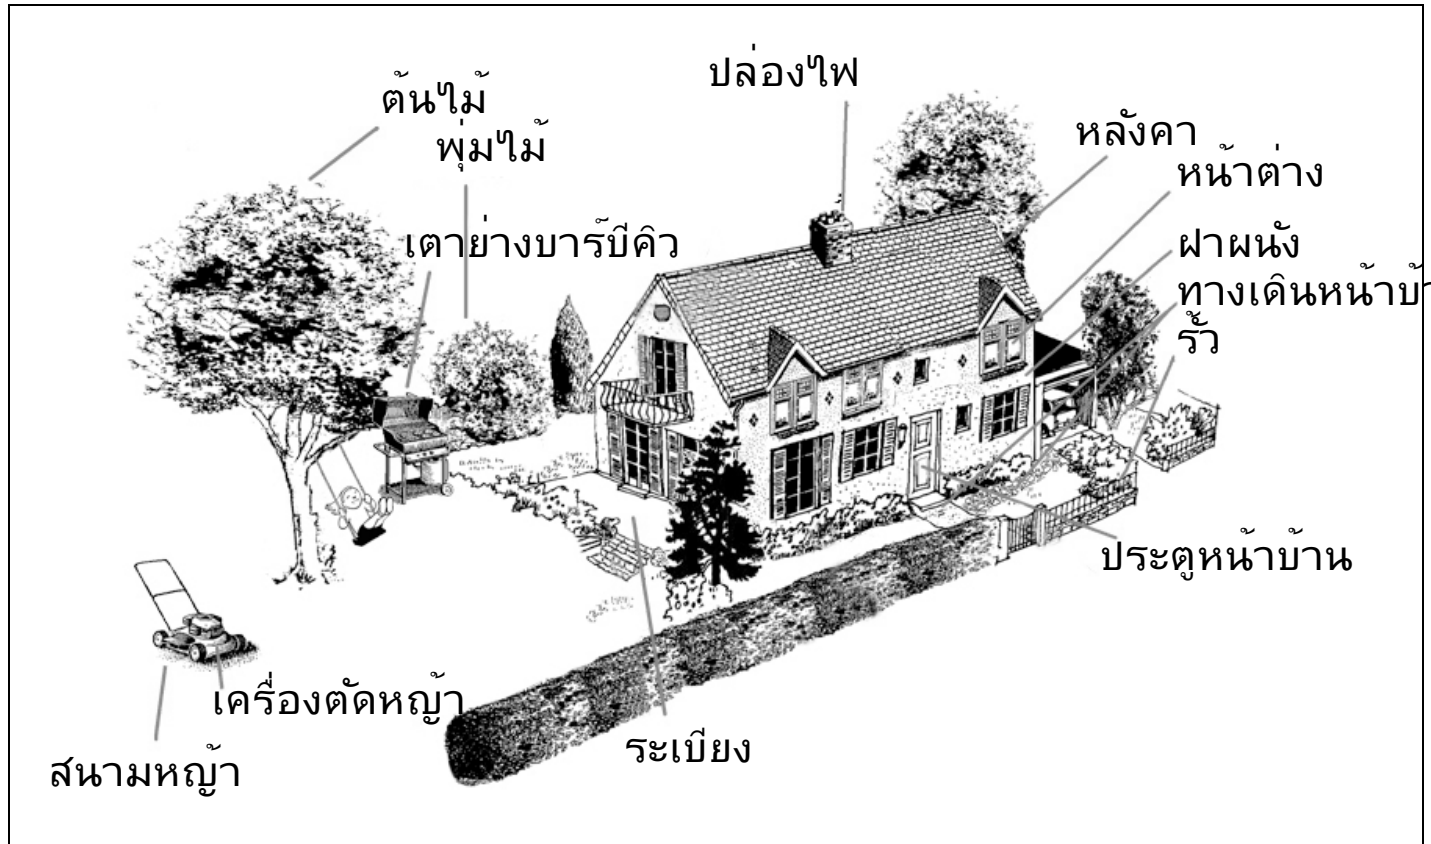 ปล่องไฟ
ต้นไม้
พุ่มไม้
หลังคา
หน้าต่าง
เตาย่างบาร์บีคิว
ฝาผนัง
ทางเดินหน้าบ้า
รั้ว
ประตูหน้าบ้าน
เครื่องตัดหญ้า
ระเบียง
สนามหญ้า